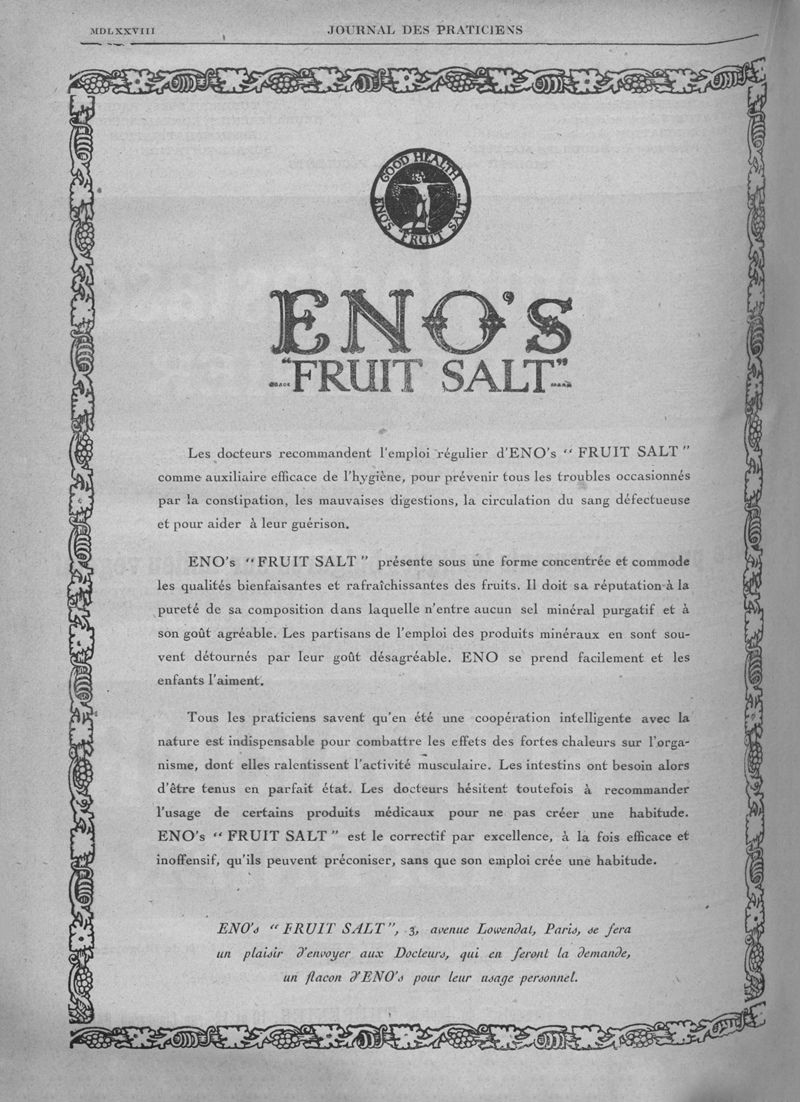 MDLXXVIII JOURNAL DES PRATICIENS
GOOD HEALTH
ENO'S "FRUIT SALT"
ENO'S
"FRUIT SALT"
Les docteurs recommandent l'emploi régulier d'ENO's “ FRUIT SALT ”
comme auxiliaire efficace de l'hygiène, pour prévenir tous les troubles occasionnés
par la constipation, les mauvaises digestions, la circulation du sang défectueuse
et pour aider à leur guérison.
ENO's “ FRUIT SALT ” présente sous une forme concentrée et commode
les qualités bienfaisantes et rafraîchissantes des fruits. Il doit sa réputation à la
pureté de sa composition dans laquelle n'entre aucun sel minéral purgatif et à
son goût agréable. Les partisans de l'emploi des produits minéraux en sont sou-
vent détournés par leur goût désagréable. ENO se prend facilement et les
enfants l'aiment.
Tous les praticiens savent qu'en été une coopération intelligente avec la
nature est indispensable pour combattre les effets des fortes chaleurs sur l'orga-
nisme, dont elles ralentissent l'activité musculaire. Les intestins ont besoin alors
d'être tenus en parfait état. Les docteurs hésitent toutefois à recommander
l'usage de certains produits médicaux pour ne pas créer une habitude.
ENO's “ FRUIT SALT ” est le correctif par excellence, à la fois efficace et
inoffensif, qu'ils peuvent préconiser, sans que son emploi crée une habitude.
ENO's “ FRUIT SALT ”, 3, avenue Lowendal, Paris, se fera
un plaisir d'envoyer aux Docteurs, qui en feront la demande,
un flacon d'ENO's pour leur usage personnel.